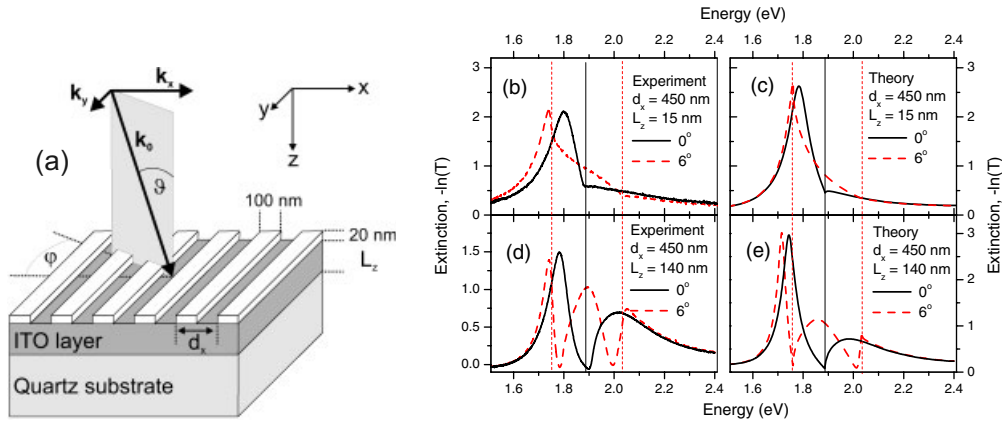 (a)
k_x
k_y
k_0
ϑ
x
y
z
100 nm
20 nm
L_z
φ
d_x
ITO layer
Quartz substrate
Energy (eV)
1.6 1.8 2.0 2.2 2.4 1.6 1.8 2.0 2.2 2.4
Extinction, -ln(T)
3
2
1
0
(b)
Experiment
d_x = 450 nm
L_z = 15 nm
0°
6°
(c)
Theory
d_x = 450 nm
L_z = 15 nm
0°
6°
3
2
1
0
Extinction, -ln(T)
1.5
1.0
0.5
0.0
(d)
Experiment
d_x = 450 nm
L_z = 140 nm
0°
6°
(e)
Theory
d_x = 450 nm
L_z = 140 nm
0°
6°
3
2
1
0
1.6 1.8 2.0 2.2 2.4 1.6 1.8 2.0 2.2 2.4
Energy (eV)